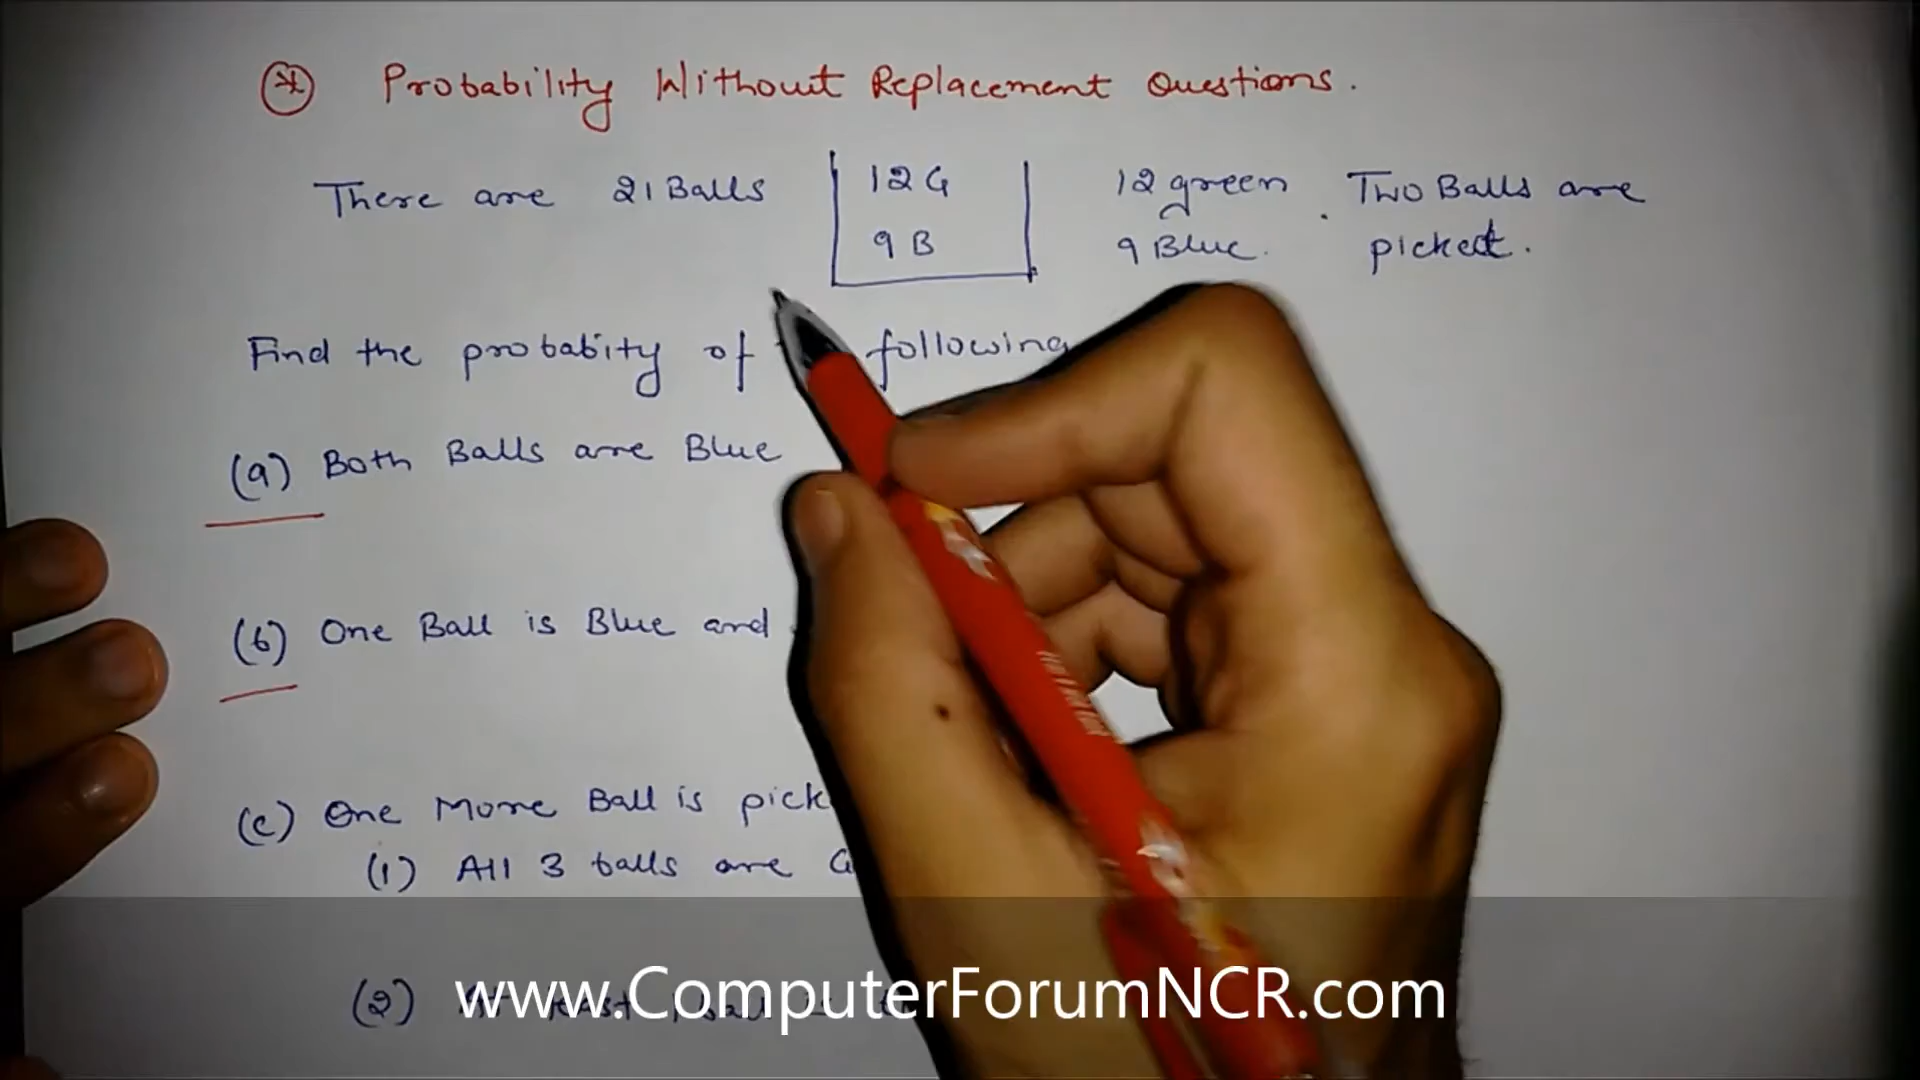 Probability Without Replacement Questions.
There are 21 Balls
12 G
9 B
12 green
9 Blue.
Two Balls are
picked.
Find the probabity of following
(a) Both Balls are Blue
(b) One Ball is Blue and
(c) One More Ball is
(1) All 3 balls are
(2) At least
www.ComputerForumNCR.com